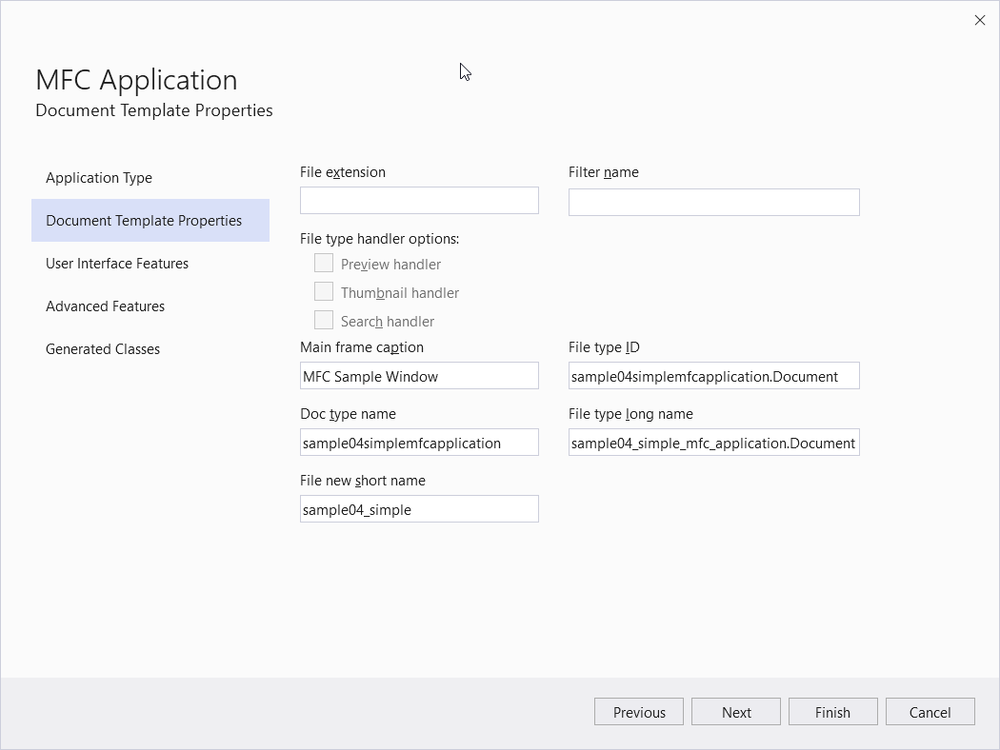 MFC Application
Document Template Properties
Application Type
Document Template Properties
User Interface Features
Advanced Features
Generated Classes
File extension
Filter name
File type handler options:
Preview handler
Thumbnail handler
Search handler
Main frame caption
File type ID
MFC Sample Window
sample04simplemfcapplication.Document
Doc type name
File type long name
sample04simplemfcapplication
sample04_simple_mfc_application.Document
File new short name
sample04_simple
Previous
Next
Finish
Cancel